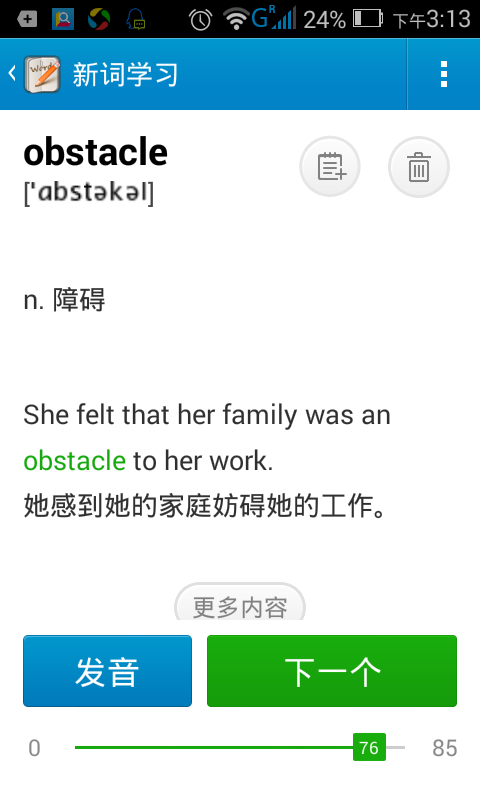 G R 24% 下午3:13
Words 新词学习
obstacle
['ɑbstəkəl]
n. 障碍
She felt that her family was an
obstacle to her work.
她感到她的家庭妨碍她的工作。
更多内容
发音 下一个
0 76 85